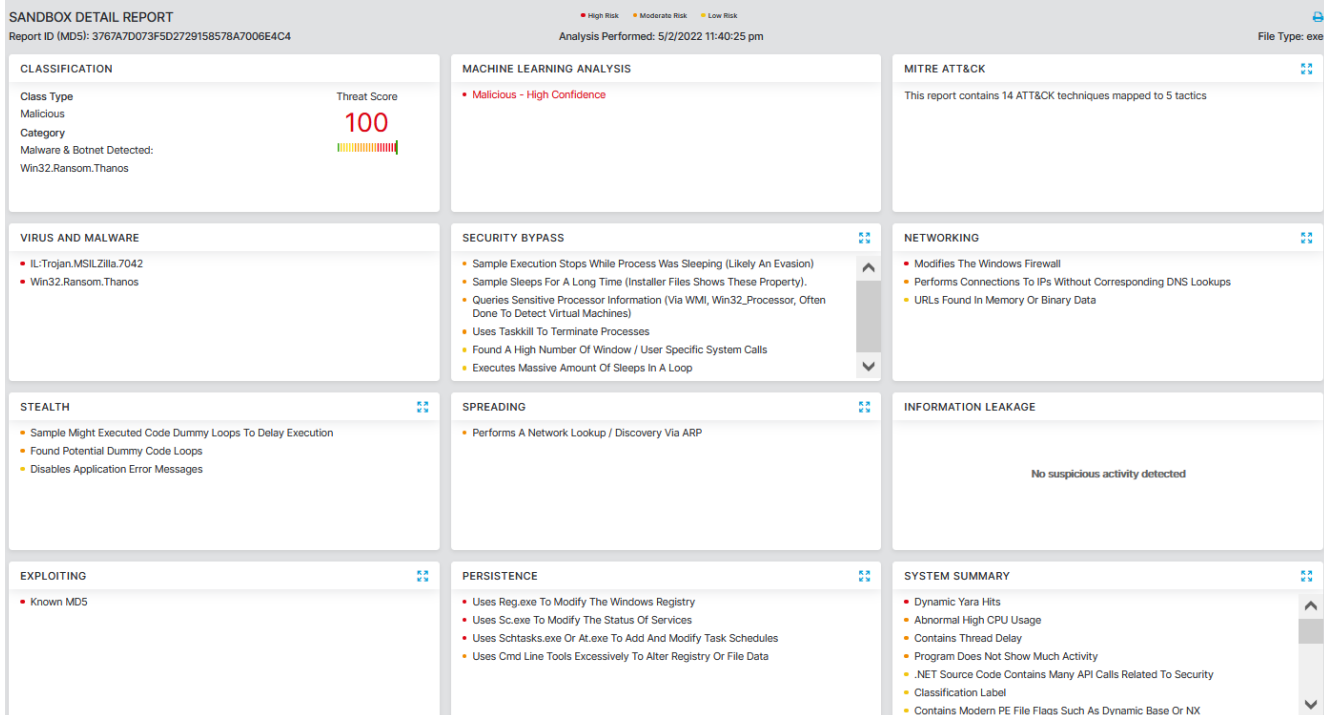 SANDBOX DETAIL REPORT
High Risk Moderate Risk Low Risk
Report ID (MD5): 3767A7D073F5D2729158578A7006E4C4
Analysis Performed: 5/2/2022 11:40:25 pm
File Type: exe
CLASSIFICATION
Class Type
Threat Score
Malicious
100
Category
Malware & Botnet Detected:
Win32.Ransom.Thanos
MACHINE LEARNING ANALYSIS
Malicious - High Confidence
MITRE ATT&CK
This report contains 14 ATT&CK techniques mapped to 5 tactics
VIRUS AND MALWARE
IL:Trojan.MSILZilla.7042
Win32.Ransom.Thanos
SECURITY BYPASS
Sample Execution Stops While Process Was Sleeping (Likely An Evasion)
Sample Sleeps For A Long Time (Installer Files Shows These Property).
Queries Sensitive Processor Information (Via WMI, Win32_Processor, Often
Done To Detect Virtual Machines)
Uses Taskkill To Terminate Processes
Found A High Number Of Window / User Specific System Calls
Executes Massive Amount Of Sleeps In A Loop
NETWORKING
Modifies The Windows Firewall
Performs Connections To IPs Without Corresponding DNS Lookups
URLs Found In Memory Or Binary Data
STEALTH
Sample Might Executed Code Dummy Loops To Delay Execution
Found Potential Dummy Code Loops
Disables Application Error Messages
SPREADING
Performs A Network Lookup / Discovery Via ARP
INFORMATION LEAKAGE
No suspicious activity detected
EXPLOITING
Known MD5
PERSISTENCE
Uses Reg.exe To Modify The Windows Registry
Uses Sc.exe To Modify The Status Of Services
Uses Schtasks.exe Or At.exe To Add And Modify Task Schedules
Uses Cmd Line Tools Excessively To Alter Registry Or File Data
SYSTEM SUMMARY
Dynamic Yara Hits
Abnormal High CPU Usage
Contains Thread Delay
Program Does Not Show Much Activity
.NET Source Code Contains Many API Calls Related To Security
Classification Label
Contains Modern PE File Flags Such As Dynamic Base Or NX